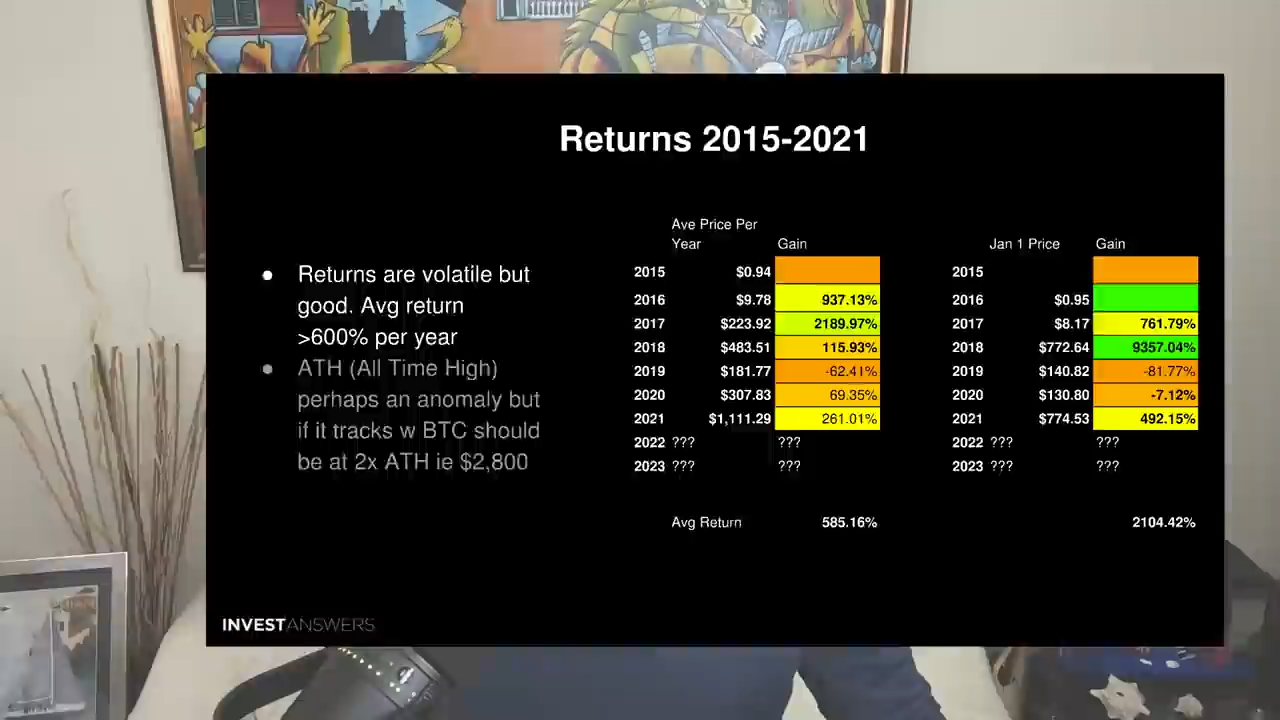 Returns 2015-2021
● Returns are volatile but
good. Avg return
>600% per year
● ATH (All Time High)
perhaps an anomaly but
if it tracks w BTC should
be at 2x ATH ie $2,800
Ave Price Per
Year Gain
2015 $0.94
2016 $9.78 937.13%
2017 $223.92 2189.97%
2018 $483.51 115.93%
2019 $181.77 -62.41%
2020 $307.83 69.35%
2021 $1,111.29 261.01%
2022 ??? ???
2023 ??? ???
Avg Return 585.16%
Jan 1 Price Gain
2015
2016 $0.95
2017 $8.17 761.79%
2018 $772.64 9357.04%
2019 $140.82 -81.77%
2020 $130.80 -7.12%
2021 $774.53 492.15%
2022 ??? ???
2023 ??? ???
2104.42%
INVESTANSWERS